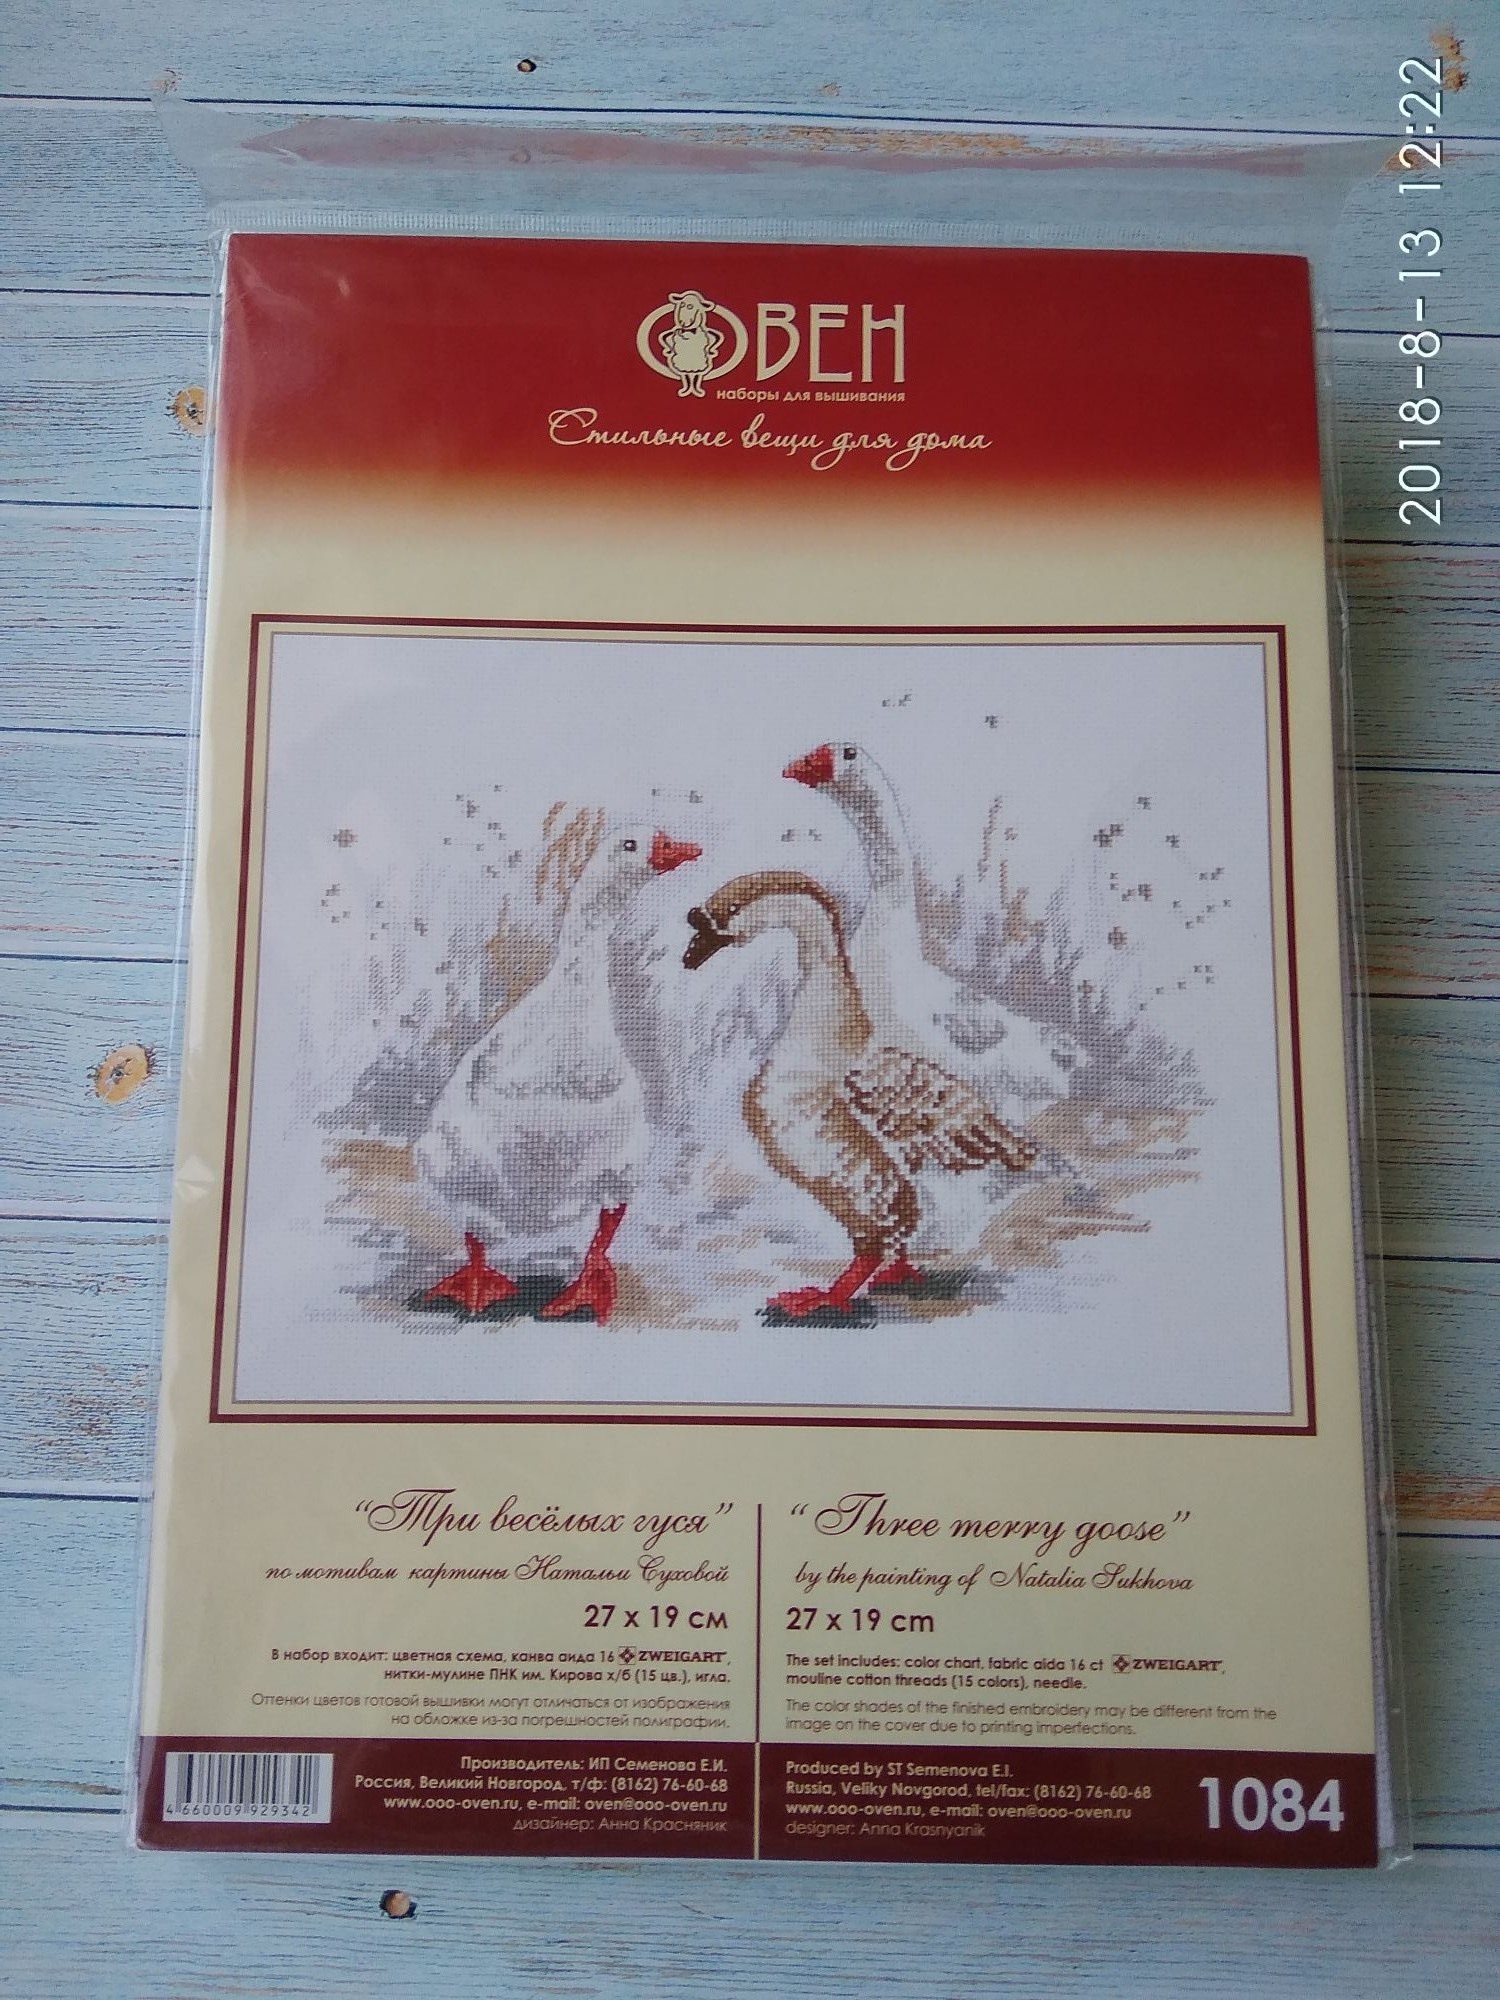 2018-8-13 12:22
ОВЕН
наборы для вышивания
Стильные вещи для дома
“Три весёлых гуся”
по мотивам картины Натальи Суховой
27 x 19 см
В набор входит: цветная схема, канва аида 16 ZWEIGART,
нитки-мулине ПНК им. Кирова х/б (15 цв.), игла.
Оттенки цветов готовой вышивки могут отличаться от изображения
на обложке из-за погрешностей полиграфии.
“Three merry goose”
by the painting of Natalia Sukhova
27 x 19 cm
The set includes: color chart, fabric aida 16 ct ZWEIGART,
mouline cotton threads (15 colors), needle.
The color shades of the finished embroidery may be different from the
image on the cover due to printing imperfections.
4 660009 929342
Производитель: ИП Семенова Е.И.
Россия, Великий Новгород, т/ф: (8162) 76-60-68
www.ooo-oven.ru, e-mail: oven@ooo-oven.ru
дизайнер: Анна Красняник
Produced by ST Semenova E.I.
Russia, Veliky Novgorod, tel/fax: (8162) 76-60-68
www.ooo-oven.ru, e-mail: oven@ooo-oven.ru
designer: Anna Krasnyanik
1084